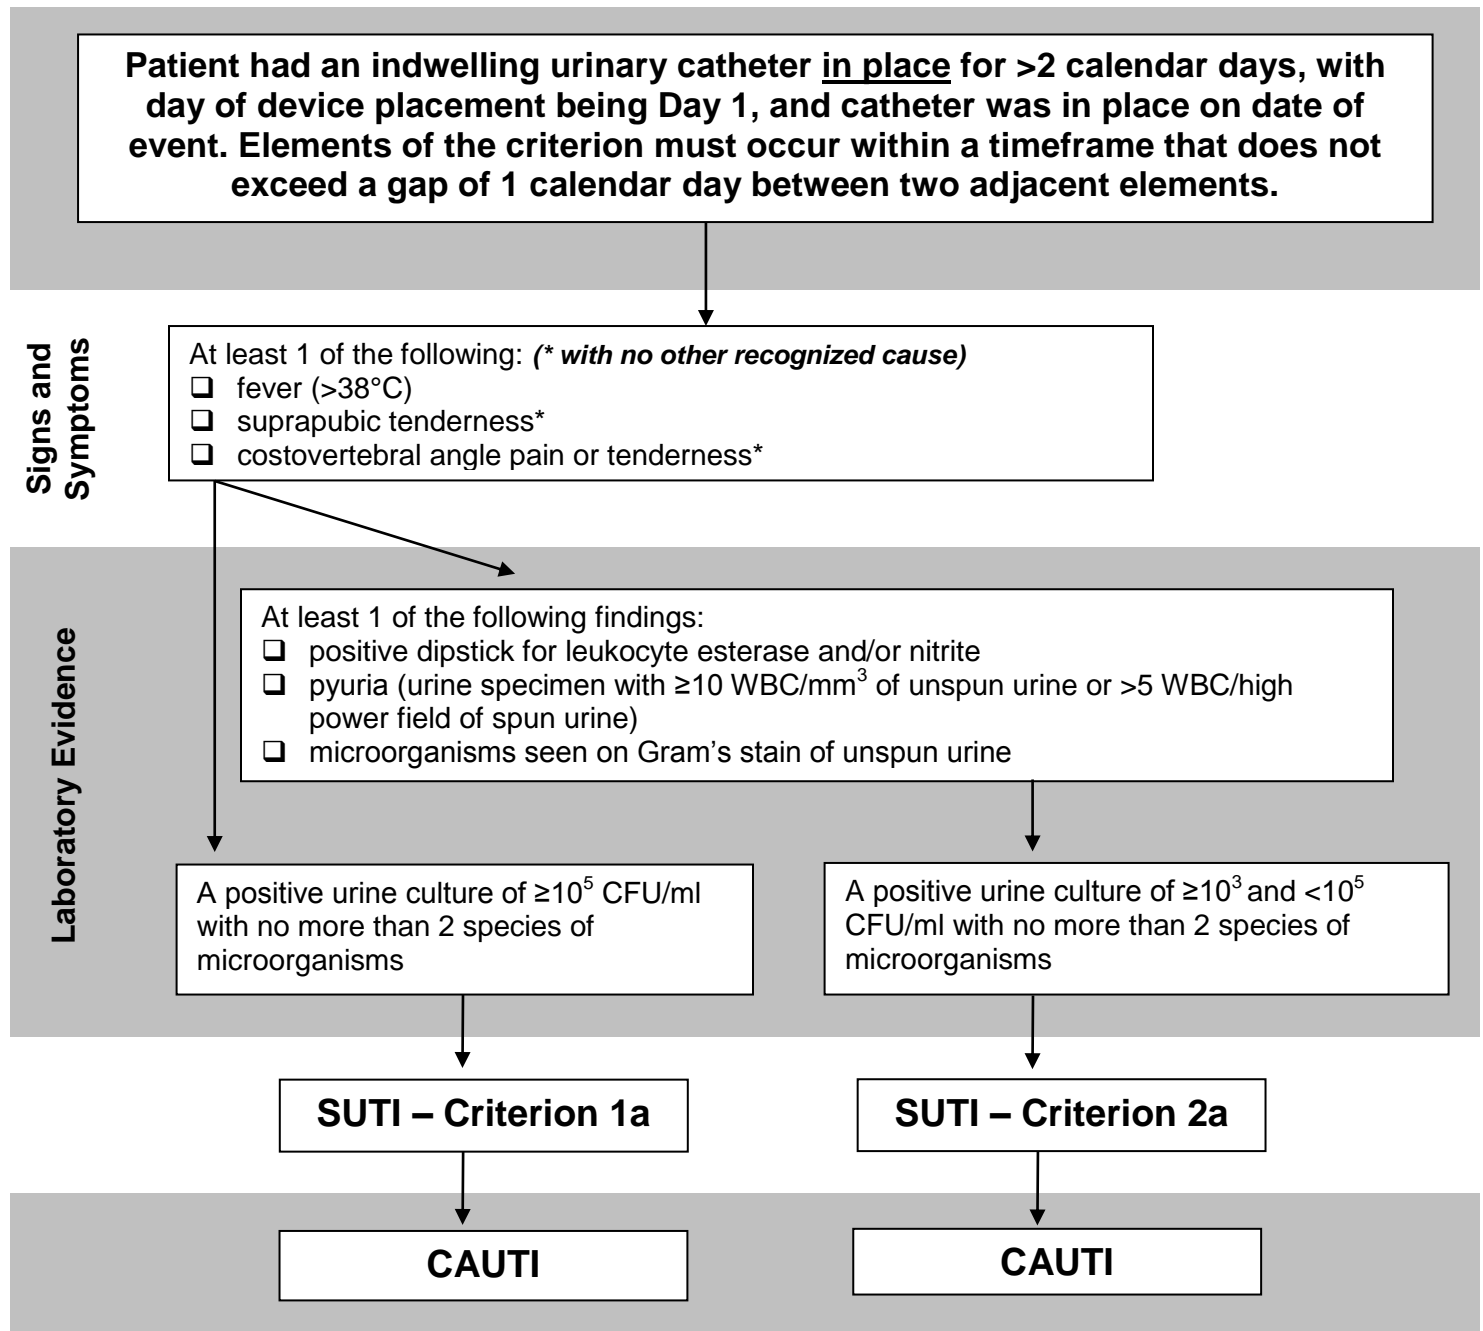 Patient had an indwelling urinary catheter in place for >2 calendar days, with
day of device placement being Day 1, and catheter was in place on date of
event. Elements of the criterion must occur within a timeframe that does not
exceed a gap of 1 calendar day between two adjacent elements.
Signs and
Symptoms
At least 1 of the following: (* with no other recognized cause)
❑ fever (>38°C)
❑ suprapubic tenderness*
❑ costovertebral angle pain or tenderness*
Laboratory Evidence
At least 1 of the following findings:
❑ positive dipstick for leukocyte esterase and/or nitrite
❑ pyuria (urine specimen with ≥10 WBC/mm³ of unspun urine or >5 WBC/high
power field of spun urine)
❑ microorganisms seen on Gram’s stain of unspun urine
A positive urine culture of ≥10⁵ CFU/ml
with no more than 2 species of
microorganisms
A positive urine culture of ≥10³ and <10⁵
CFU/ml with no more than 2 species of
microorganisms
SUTI – Criterion 1a
SUTI – Criterion 2a
CAUTI
CAUTI